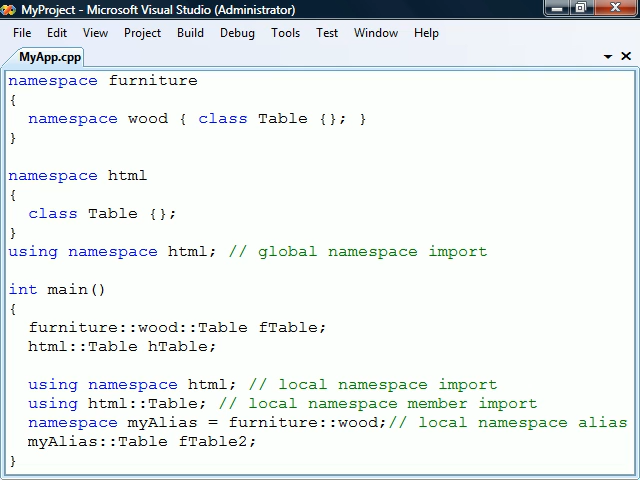 MyProject - Microsoft Visual Studio (Administrator)
File Edit View Project Build Debug Tools Test Window Help
MyApp.cpp
namespace furniture
{
  namespace wood { class Table {}; }
}

namespace html
{
  class Table {};
}
using namespace html; // global namespace import

int main()
{
  furniture::wood::Table fTable;
  html::Table hTable;

  using namespace html; // local namespace import
  using html::Table; // local namespace member import
  namespace myAlias = furniture::wood;// local namespace alias
  myAlias::Table fTable2;
}